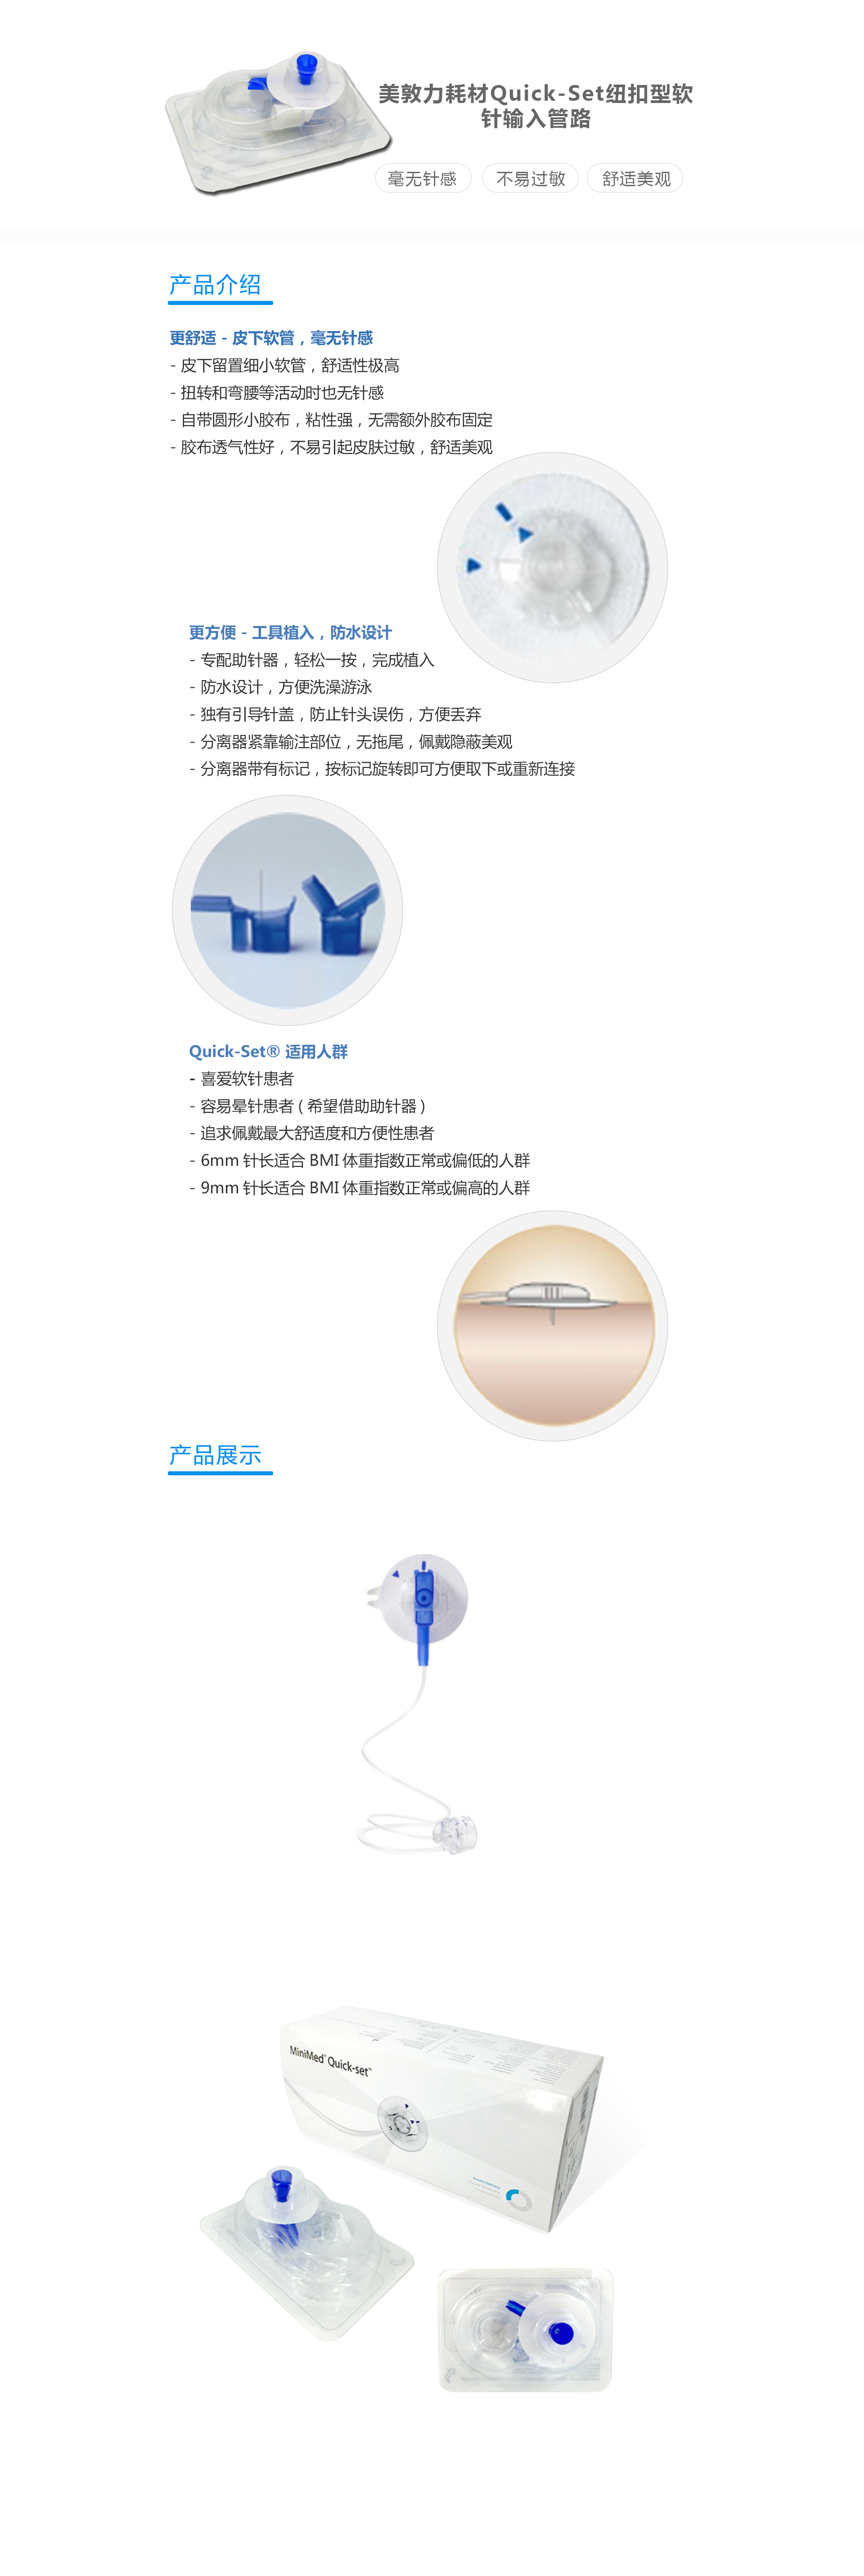 美敦力耗材Quick-Set纽扣型软
针输入管路
毫无针感 不易过敏 舒适美观
产品介绍
更舒适 - 皮下软管，毫无针感
- 皮下留置细小软管，舒适性极高
- 扭转和弯腰等活动时也无针感
- 自带圆形小胶布，粘性强，无需额外胶布固定
- 胶布透气性好，不易引起皮肤过敏，舒适美观
更方便 - 工具植入，防水设计
- 专配助针器，轻松一按，完成植入
- 防水设计，方便洗澡游泳
- 独有引导针盖，防止针头误伤，方便丢弃
- 分离器紧靠输注部位，无拖尾，佩戴隐蔽美观
- 分离器带有标记，按标记旋转即可方便取下或重新连接
Quick-Set® 适用人群
- 喜爱软针患者
- 容易晕针患者 ( 希望借助助针器 )
- 追求佩戴最大舒适度和方便性患者
- 6mm 针长适合 BMI 体重指数正常或偏低的人群
- 9mm 针长适合 BMI 体重指数正常或偏高的人群
产品展示
MiniMed™ Quick-set™